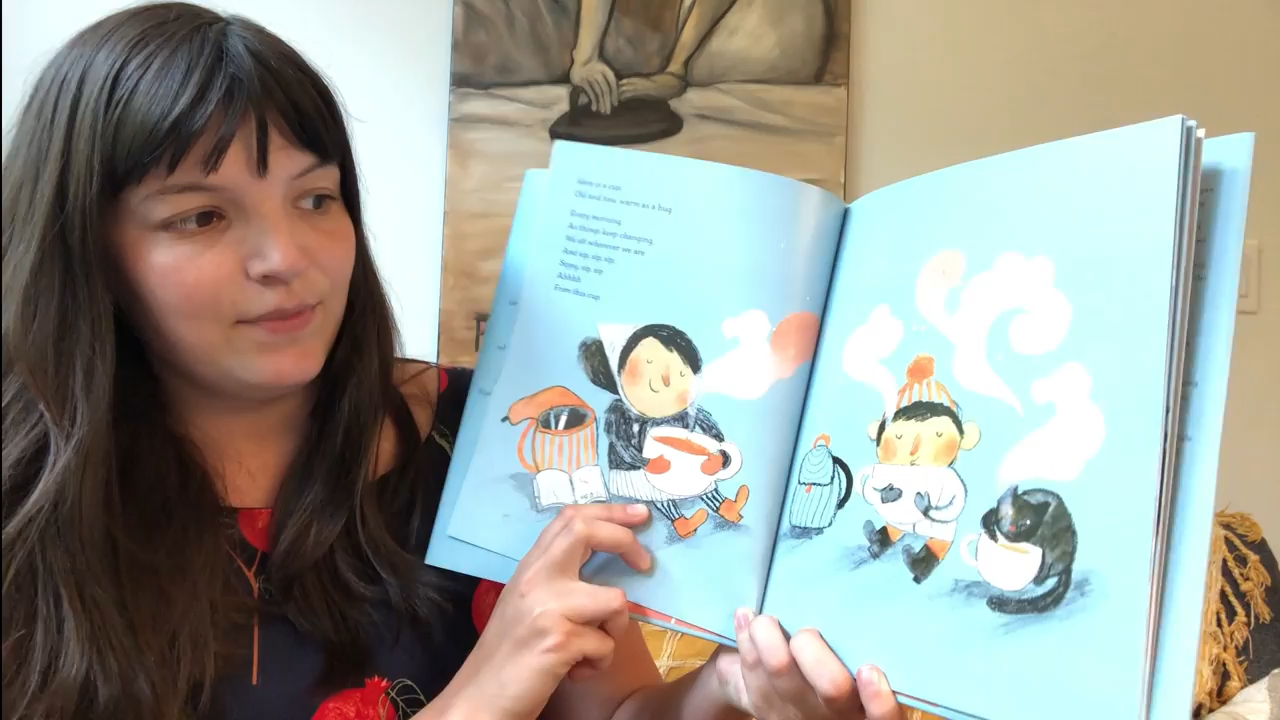 Here is a cup.
Old and new, warm as a hug
Every morning
As things keep changing
We sit wherever we are
And sip, sip, sip,
Sippy, sip, sip
Ahhhh
From this cup.